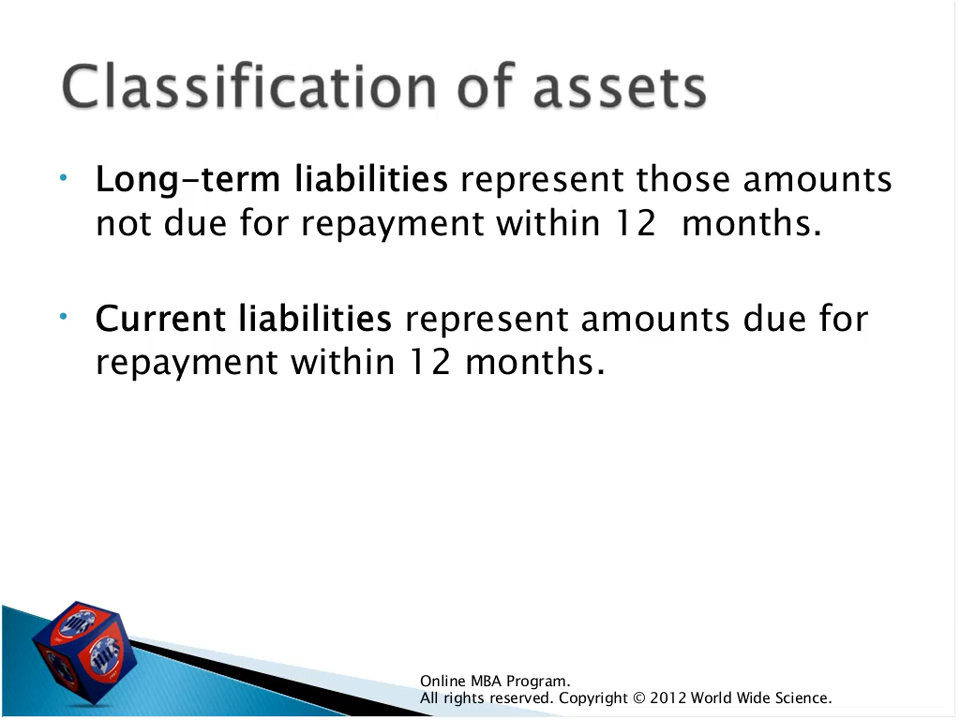 Classification of assets
• Long-term liabilities represent those amounts
not due for repayment within 12  months.
• Current liabilities represent amounts due for
repayment within 12 months.
Online MBA Program.
All rights reserved. Copyright © 2012 World Wide Science.